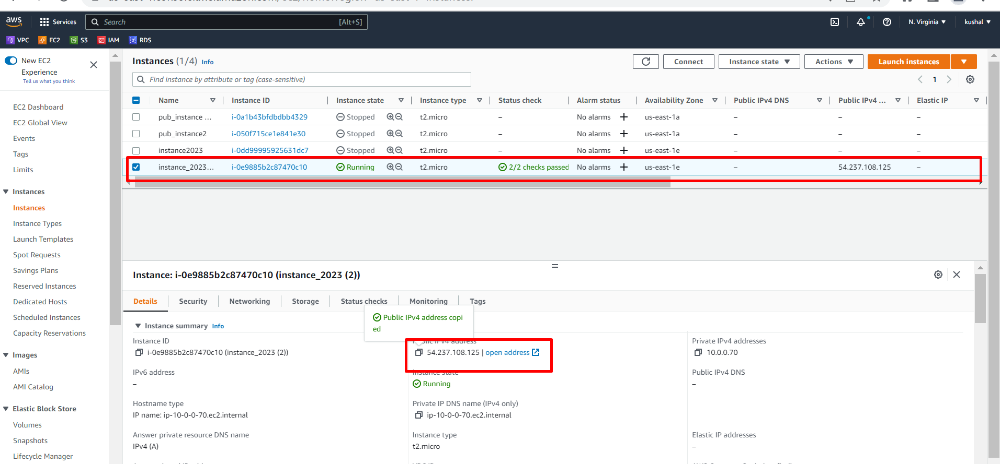 aws
Services
Search
[Alt+S]
N. Virginia
kushal
VPC
EC2
S3
IAM
RDS
New EC2
Experience
Tell us what you think
EC2 Dashboard
EC2 Global View
Events
Tags
Limits
Instances
Instances
Instance Types
Launch Templates
Spot Requests
Savings Plans
Reserved Instances
Dedicated Hosts
Scheduled Instances
Capacity Reservations
Images
AMIs
AMI Catalog
Elastic Block Store
Volumes
Snapshots
Lifecycle Manager
Instances (1/4) Info
Connect
Instance state
Actions
Launch instances
Find instance by attribute or tag (case-sensitive)
1
Name Instance ID Instance state Instance type Status check Alarm status Availability Zone Public IPv4 DNS Public IPv4 ... Elastic IP
pub_instance ... i-0a1b43bfdbdbb4329 Stopped t2.micro – No alarms + us-east-1a – – –
pub_instance2 i-050f715ce1e841e30 Stopped t2.micro – No alarms + us-east-1a – – –
instance2023 i-0dd99995925631dc7 Stopped t2.micro – No alarms + us-east-1e – – –
instance_2023... i-0e9885b2c87470c10 Running t2.micro 2/2 checks passed No alarms + us-east-1e – 54.237.108.125 –
Instance: i-0e9885b2c87470c10 (instance_2023 (2))
Details
Security
Networking
Storage
Status checks
Monitoring
Tags
Public IPv4 address copi
ed
Instance summary Info
Instance ID
i-0e9885b2c87470c10 (instance_2023 (2))
Public IPv4 address
54.237.108.125 | open address
Private IPv4 addresses
10.0.0.70
IPv6 address
–
Instance state
Running
Public IPv4 DNS
–
Hostname type
IP name: ip-10-0-0-70.ec2.internal
Private IP DNS name (IPv4 only)
ip-10-0-0-70.ec2.internal
Answer private resource DNS name
IPv4 (A)
Instance type
t2.micro
Elastic IP addresses
–